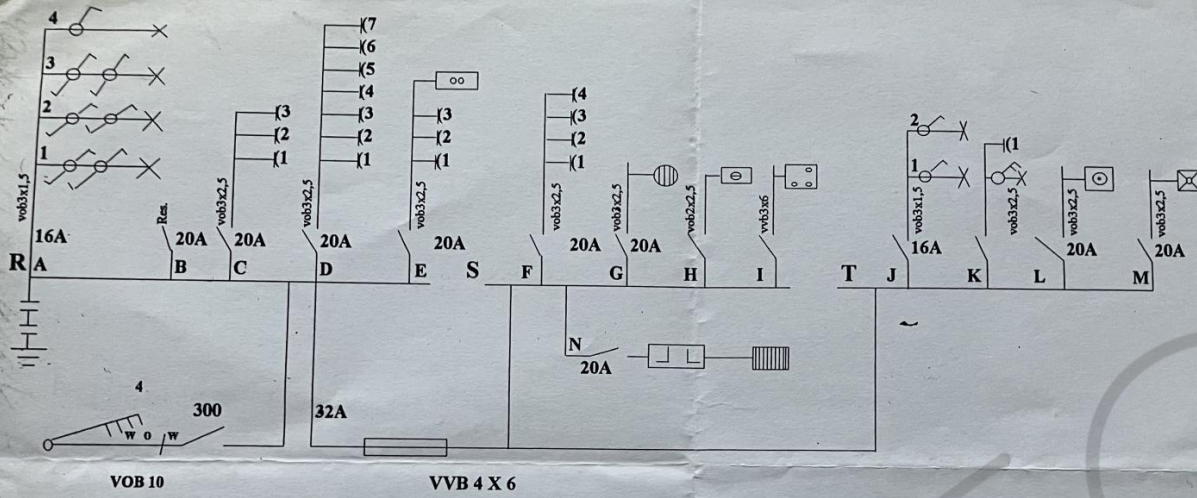 4
3
2
1
vob3x1,5
16A
R A
Res.
20A
B
3
2
1
vob3x2,5
20A
C
7
6
5
4
3
2
1
vob3x2,5
20A
D
3
2
1
vob3x2,5
20A
E
S
4
3
2
1
vob3x2,5
20A
F
vob3x2,5
20A
G
vob2x2,5
H
vvb3x6
I
T
2
1
vob3x1,5
16A
J
1
vob3x2,5
K
vob3x2,5
20A
L
vob3x2,5
20A
M
N
20A
4
W O W
300
32A
VOB 10
VVB 4 X 6